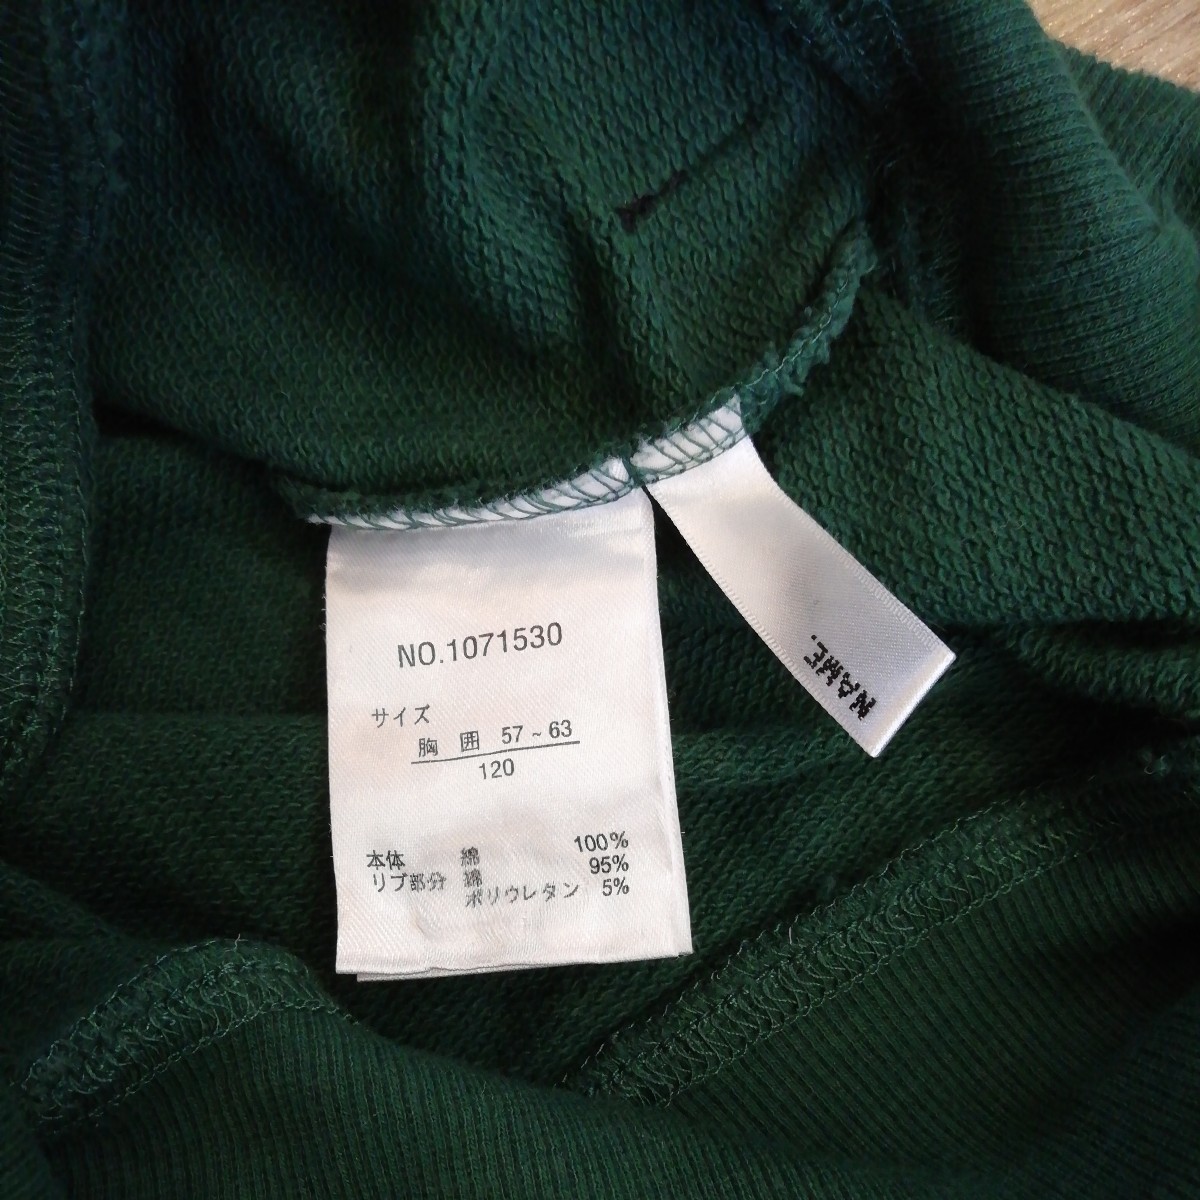 NO.1071530
サイズ
胸 囲 57~63
120
本体 綿 100%
リブ部分 綿 95%
ポリウレタン 5%
NAME.